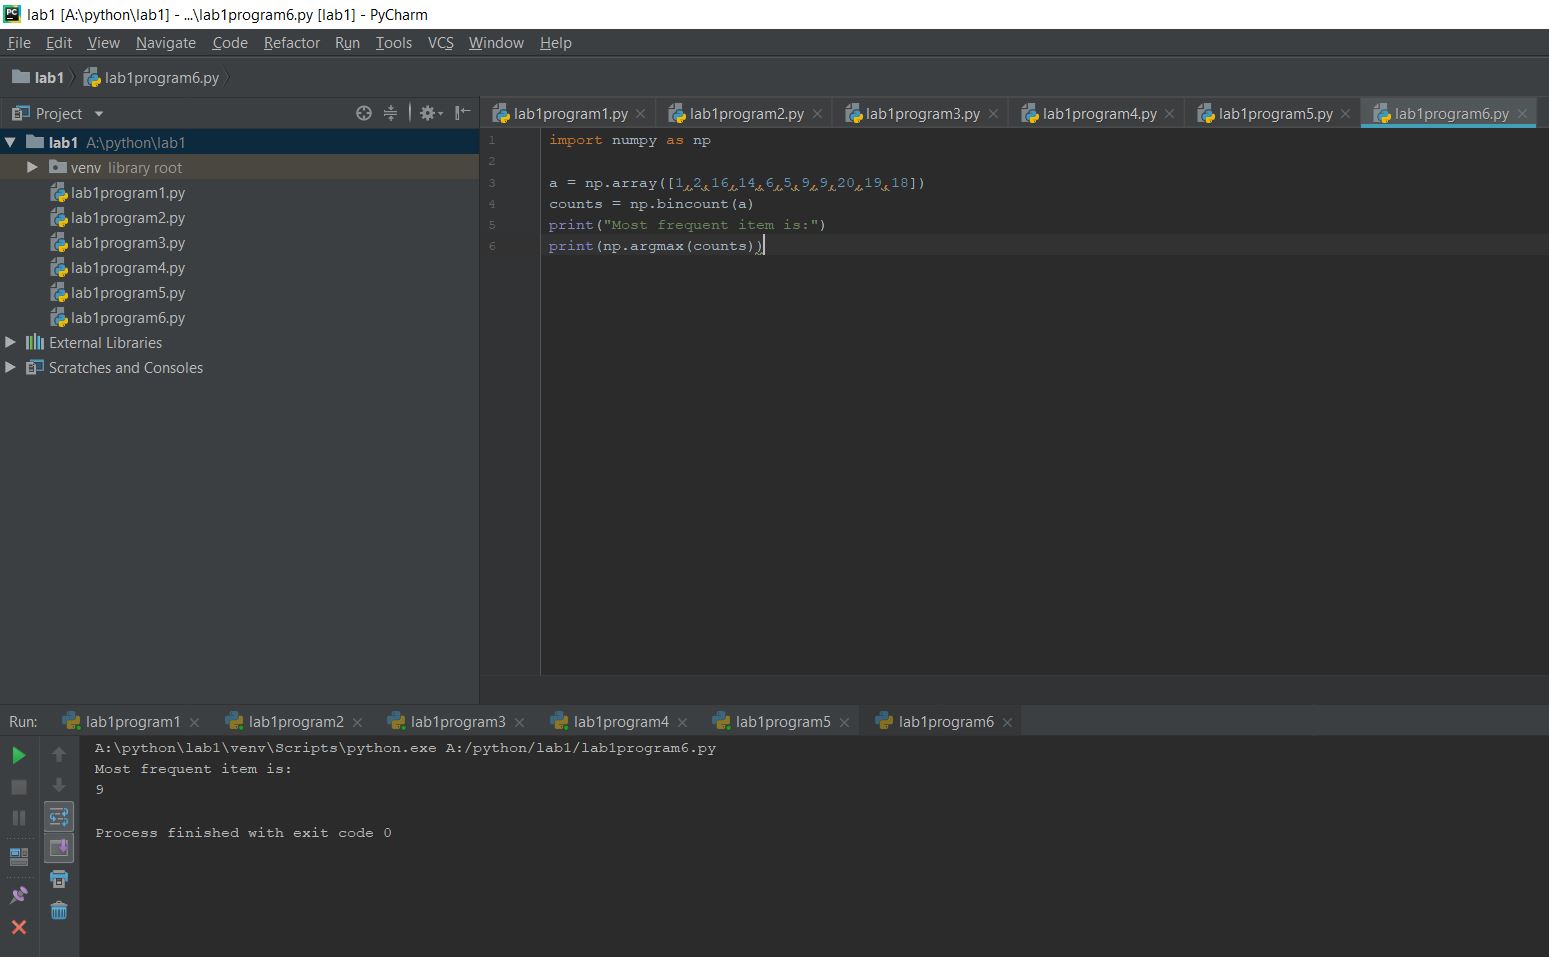 lab1 [A:\python\lab1] - ...\lab1program6.py [lab1] - PyCharm
File Edit View Navigate Code Refactor Run Tools VCS Window Help
lab1 lab1program6.py
Project
lab1program1.py lab1program2.py lab1program3.py lab1program4.py lab1program5.py lab1program6.py
lab1 A:\python\lab1
venv library root
lab1program1.py
lab1program2.py
lab1program3.py
lab1program4.py
lab1program5.py
lab1program6.py
External Libraries
Scratches and Consoles
1 import numpy as np
2
3 a = np.array([1,2,16,14,6,5,9,9,20,19,18])
4 counts = np.bincount(a)
5 print("Most frequent item is:")
6 print(np.argmax(counts))
Run: lab1program1 lab1program2 lab1program3 lab1program4 lab1program5 lab1program6
A:\python\lab1\venv\Scripts\python.exe A:/python/lab1/lab1program6.py
Most frequent item is:
9
Process finished with exit code 0